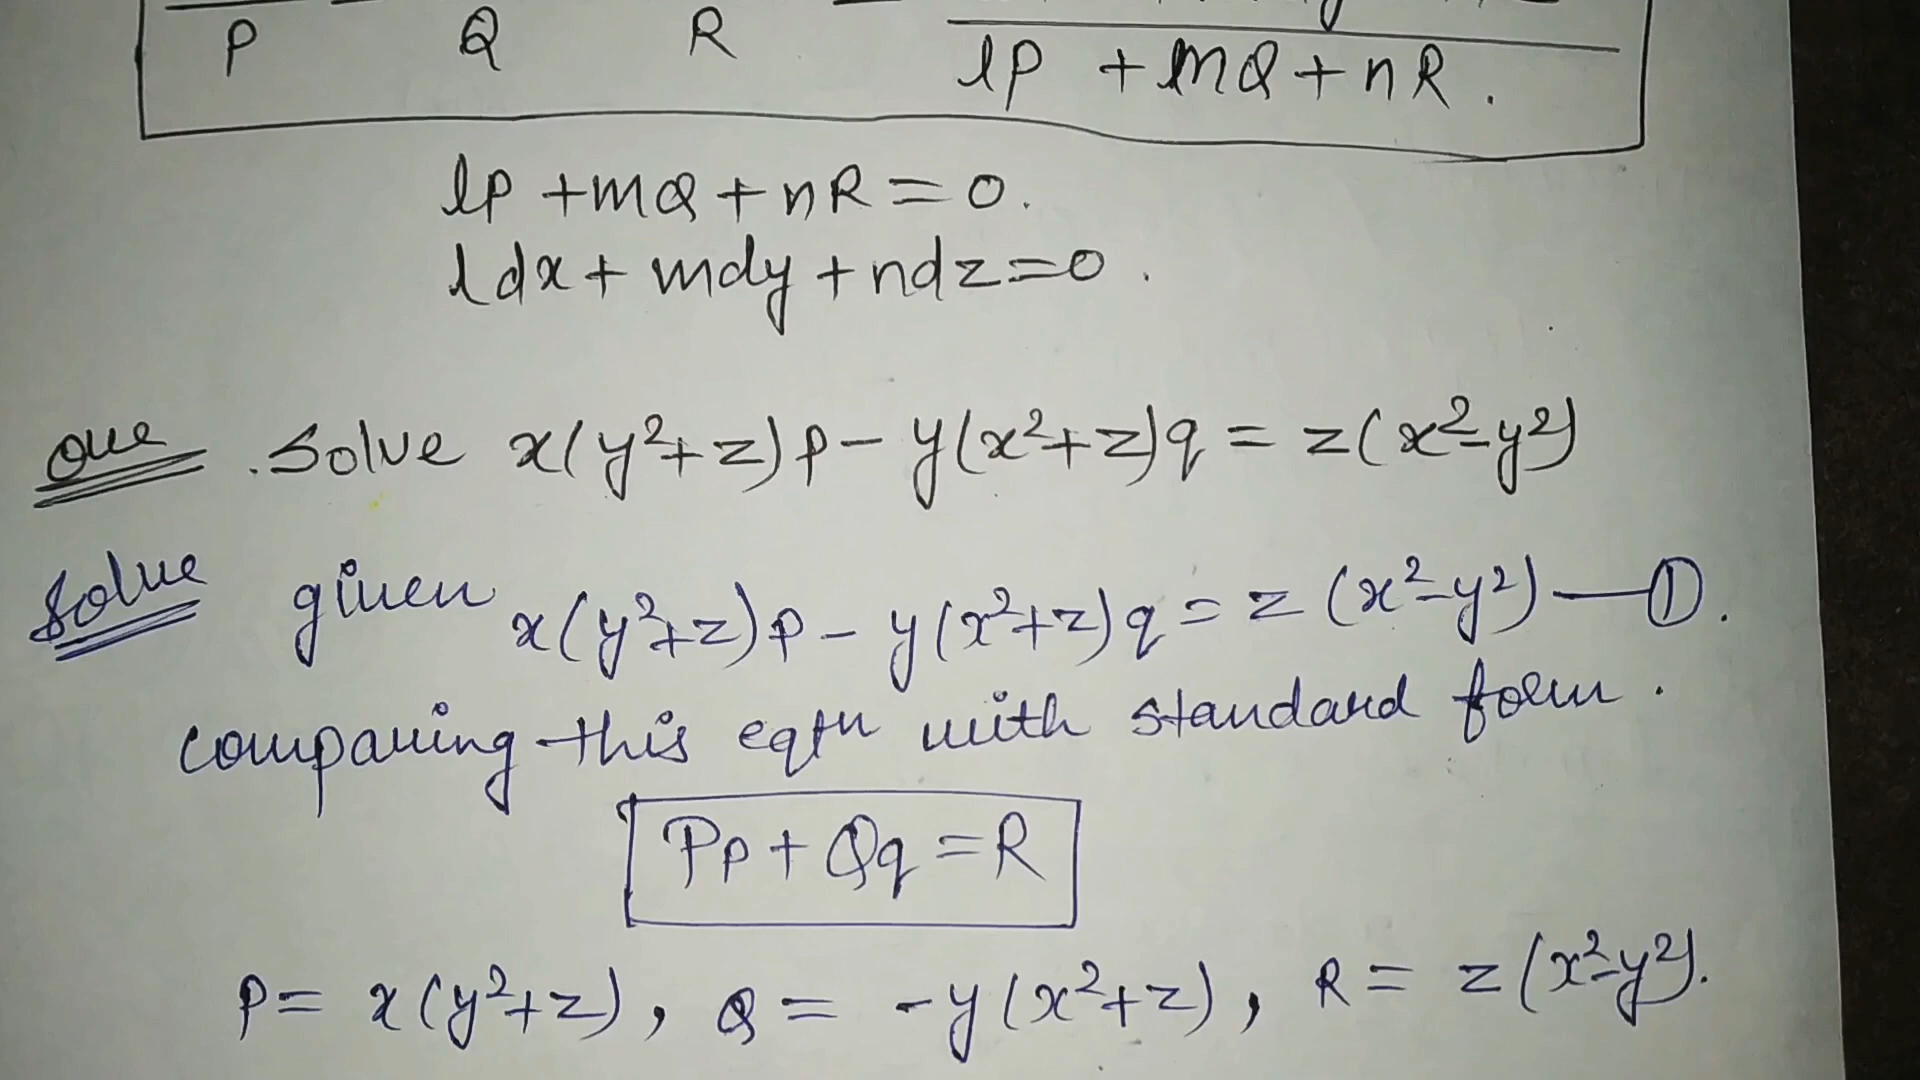 P Q R lP + mQ + nR.
lP + mQ + nR = 0.
ldx + mdy + ndz = 0.
Que. Solve x(y²+z)p - y(x²+z)q = z(x²-y²)
Solve given x(y²+z)p - y(x²+z)q = z(x²-y²) — ①.
comparing this eqtn with standard form.
Pp + Qq = R
P = x(y²+z), Q = -y(x²+z), R = z(x²-y²).